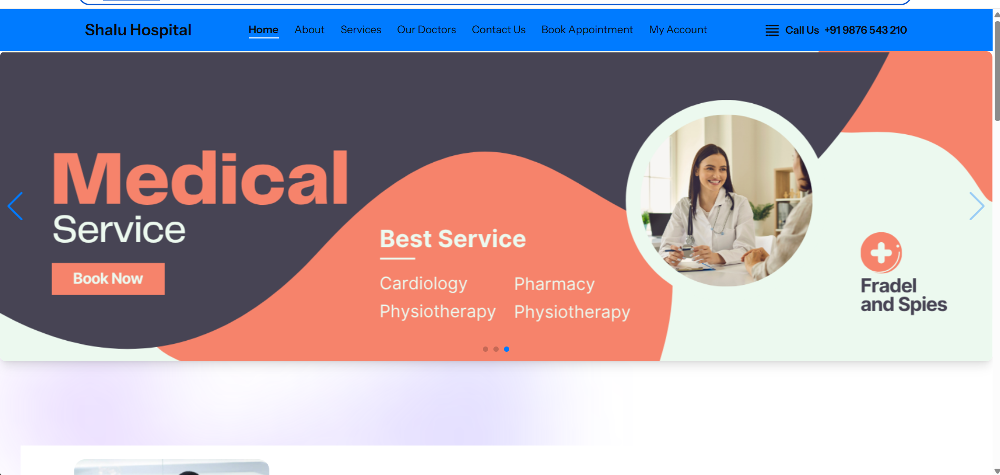 Shalu Hospital
Home About Services Our Doctors Contact Us Book Appointment My Account
Call Us +91 9876 543 210
Medical
Service
Book Now
Best Service
Cardiology Pharmacy
Physiotherapy Physiotherapy
Fradel
and Spies